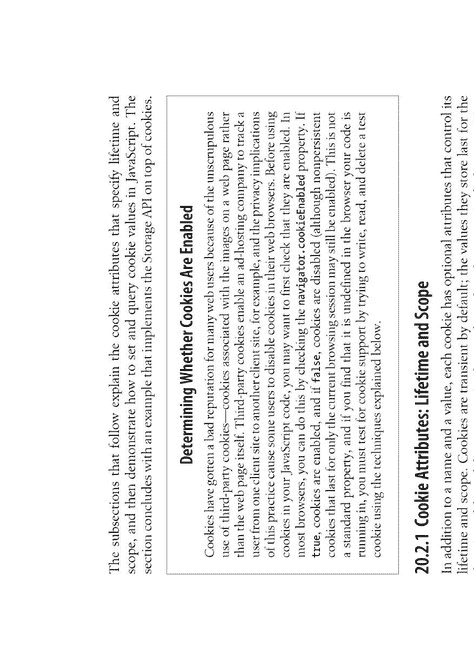 The subsections that follow explain the cookie attributes that specify lifetime and
scope, and then demonstrate how to set and query cookie values in JavaScript. The
section concludes with an example that implements the Storage API on top of cookies.
Determining Whether Cookies Are Enabled
Cookies have gotten a bad reputation for many web users because of the unscrupulous
use of third-party cookies—cookies associated with the images on a web page rather
than the web page itself. Third-party cookies enable an ad-hosting company to track a
user from one client site to another client site, for example, and the privacy implications
of this practice cause some users to disable cookies in their web browsers. Before using
cookies in your JavaScript code, you may want to first check that they are enabled. In
most browsers, you can do this by checking the navigator.cookieEnabled property. If
true, cookies are enabled, and if false, cookies are disabled (although nonpersistent
cookies that last for only the current browsing session may still be enabled). This is not
a standard property, and if you find that it is undefined in the browser your code is
running in, you must test for cookie support by trying to write, read, and delete a test
cookie using the techniques explained below.
20.2.1 Cookie Attributes: Lifetime and Scope
In addition to a name and a value, each cookie has optional attributes that control its
lifetime and scope. Cookies are transient by default; the values they store last for the